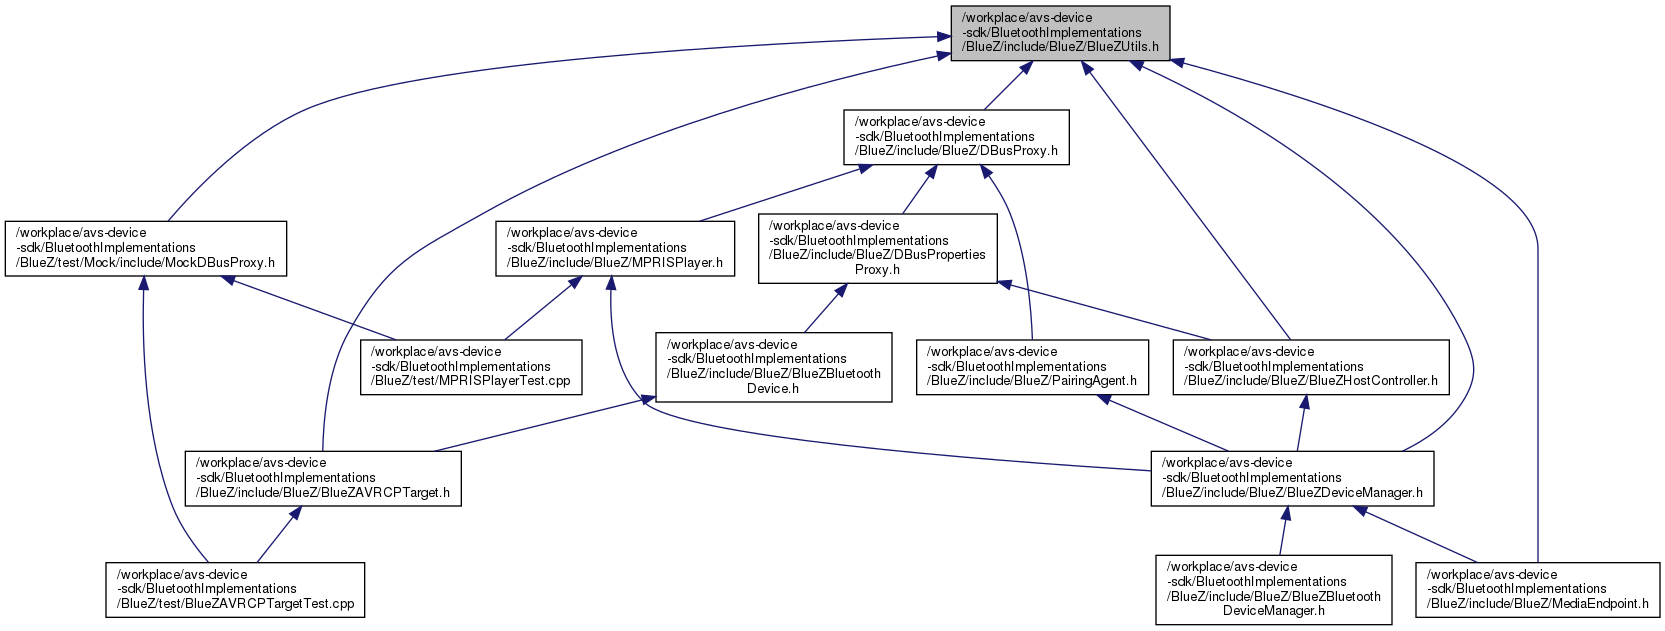 /workplace/avs-device
-sdk/BluetoothImplementations
/BlueZ/include/BlueZ/BlueZUtils.h
/workplace/avs-device
-sdk/BluetoothImplementations
/BlueZ/include/BlueZ/DBusProxy.h
/workplace/avs-device
-sdk/BluetoothImplementations
/BlueZ/test/Mock/include/MockDBusProxy.h
/workplace/avs-device
-sdk/BluetoothImplementations
/BlueZ/include/BlueZ/MPRISPlayer.h
/workplace/avs-device
-sdk/BluetoothImplementations
/BlueZ/include/BlueZ/DBusProperties
Proxy.h
/workplace/avs-device
-sdk/BluetoothImplementations
/BlueZ/test/MPRISPlayerTest.cpp
/workplace/avs-device
-sdk/BluetoothImplementations
/BlueZ/include/BlueZ/BlueZBluetooth
Device.h
/workplace/avs-device
-sdk/BluetoothImplementations
/BlueZ/include/BlueZ/PairingAgent.h
/workplace/avs-device
-sdk/BluetoothImplementations
/BlueZ/include/BlueZ/BlueZHostController.h
/workplace/avs-device
-sdk/BluetoothImplementations
/BlueZ/include/BlueZ/BlueZAVRCPTarget.h
/workplace/avs-device
-sdk/BluetoothImplementations
/BlueZ/include/BlueZ/BlueZDeviceManager.h
/workplace/avs-device
-sdk/BluetoothImplementations
/BlueZ/test/BlueZAVRCPTargetTest.cpp
/workplace/avs-device
-sdk/BluetoothImplementations
/BlueZ/include/BlueZ/BlueZBluetooth
DeviceManager.h
/workplace/avs-device
-sdk/BluetoothImplementations
/BlueZ/include/BlueZ/MediaEndpoint.h